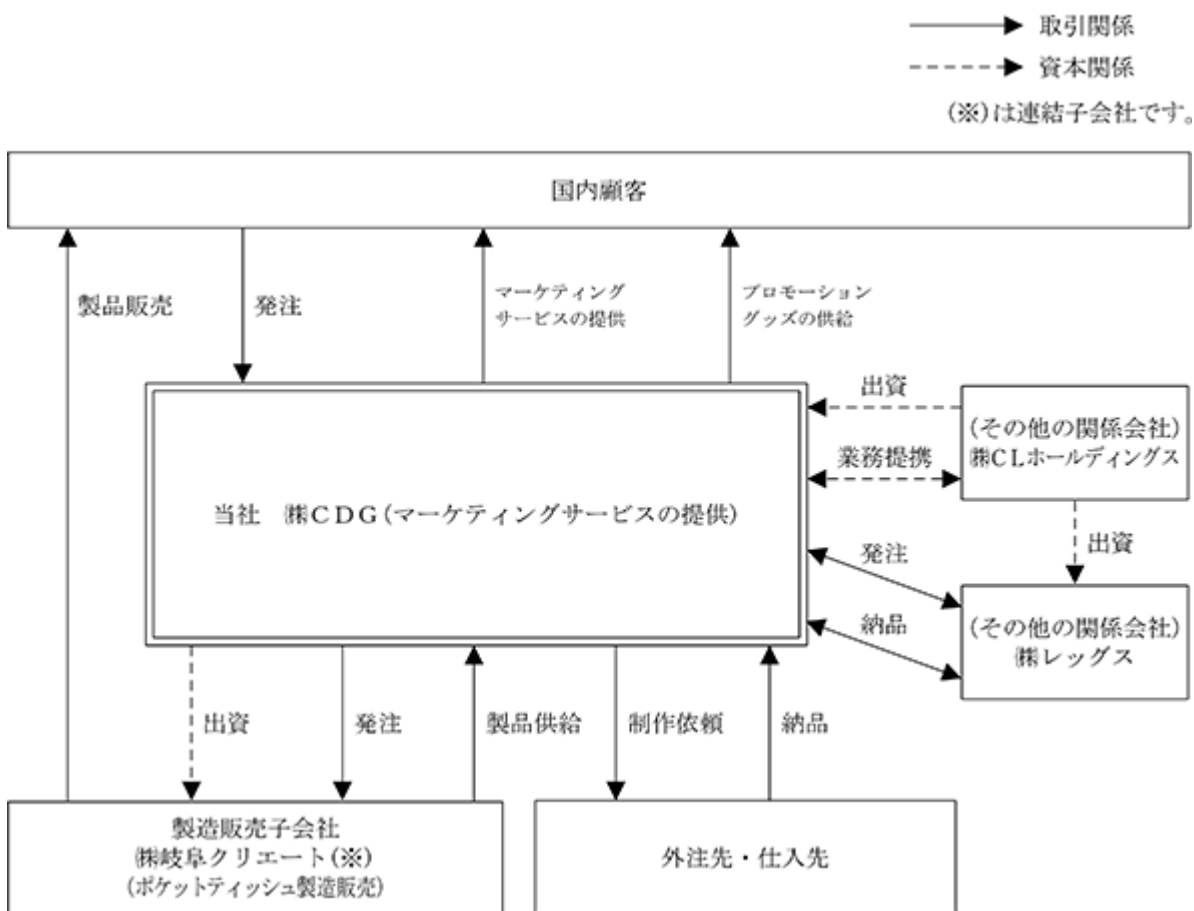 取引関係
資本関係
(※)は連結子会社です。
国内顧客
製品販売
発注
マーケティング
サービスの提供
プロモーション
グッズの供給
出資
(その他の関係会社)
㈱CLホールディングス
業務提携
当社 ㈱CDG(マーケティングサービスの提供)
出資
発注
(その他の関係会社)
㈱レッグス
納品
出資
発注
製品供給
制作依頼
納品
製造販売子会社
㈱岐阜クリエート(※)
(ポケットティッシュ製造販売)
外注先・仕入先